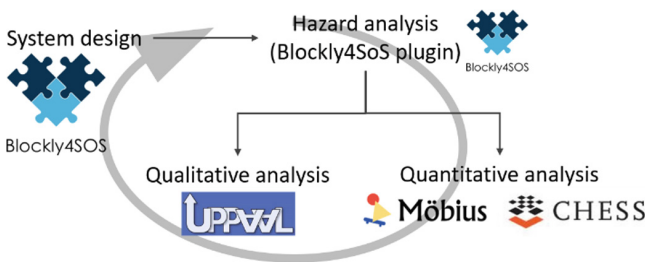 System design
Hazard analysis
(Blockly4SoS plugin)
Blockly4SOS
Blockly4SOS
Qualitative analysis
Quantitative analysis
UPPAAL
Möbius
CHESS